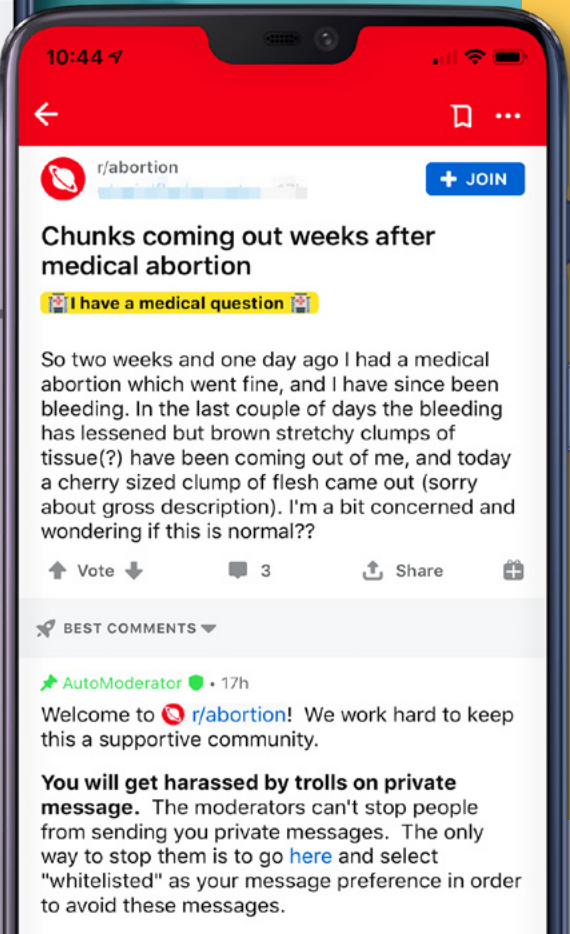 10:44
r/abortion
+ JOIN
Chunks coming out weeks after
medical abortion
I have a medical question
So two weeks and one day ago I had a medical
abortion which went fine, and I have since been
bleeding. In the last couple of days the bleeding
has lessened but brown stretchy clumps of
tissue(?) have been coming out of me, and today
a cherry sized clump of flesh came out (sorry
about gross description). I'm a bit concerned and
wondering if this is normal??
Vote 3 Share
BEST COMMENTS
AutoModerator • 17h
Welcome to r/abortion! We work hard to keep
this a supportive community.
You will get harassed by trolls on private
message. The moderators can't stop people
from sending you private messages. The only
way to stop them is to go here and select
"whitelisted" as your message preference in order
to avoid these messages.